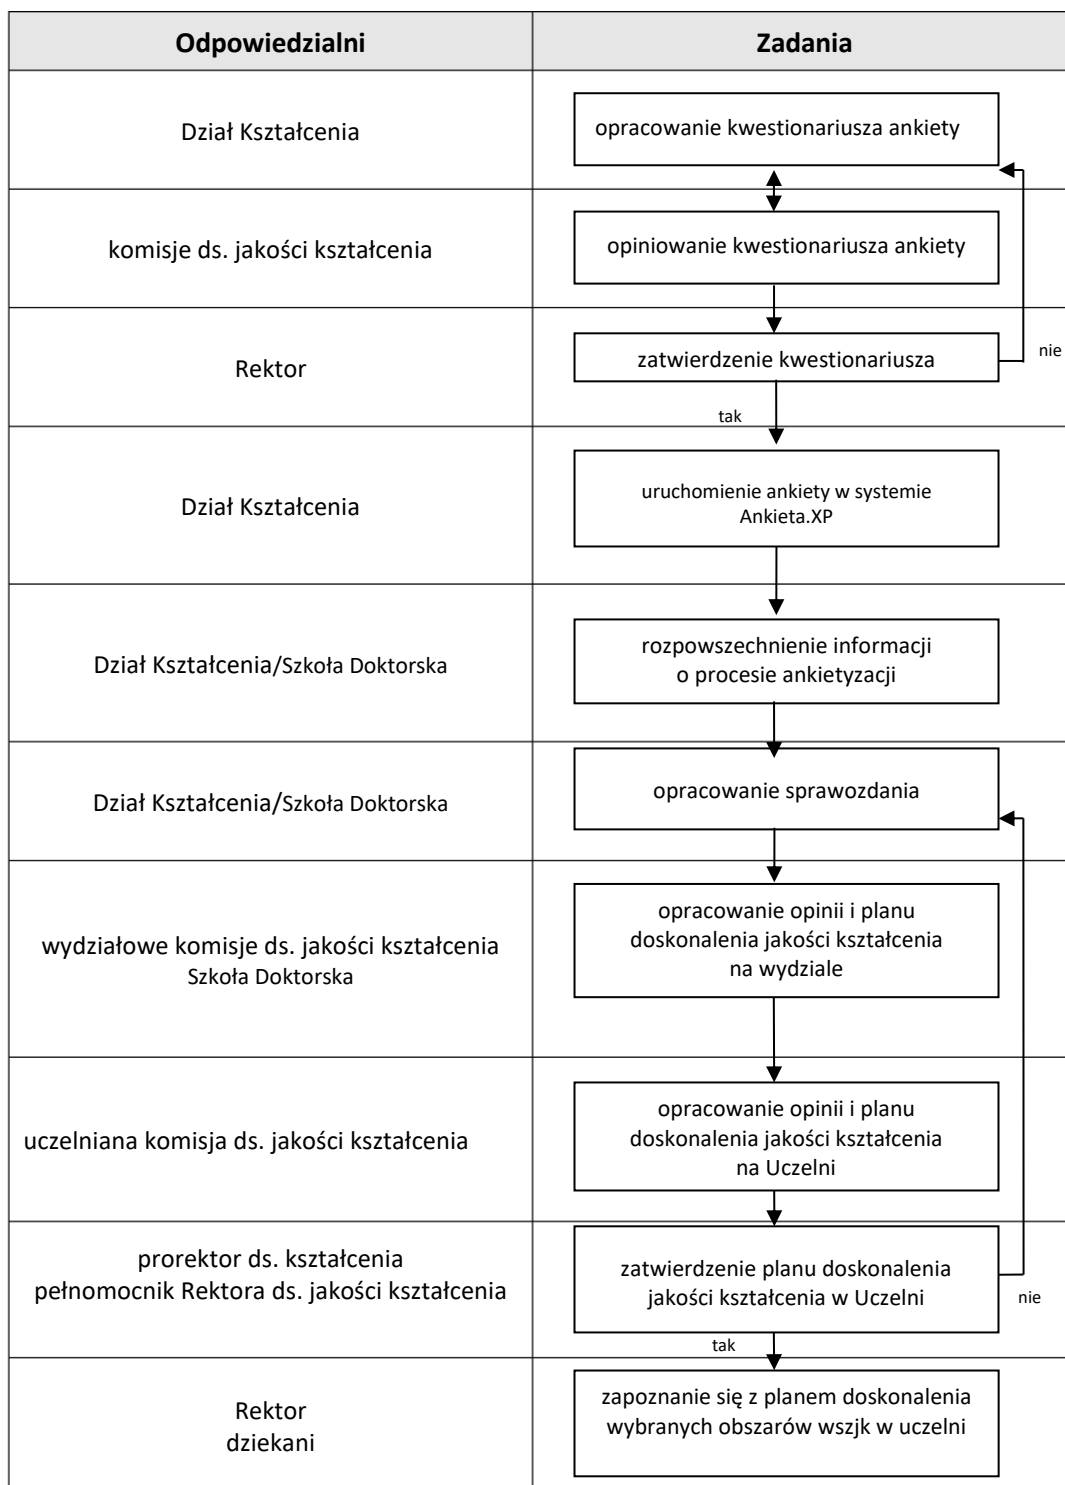 Odpowiedzialni
Zadania
Dział Kształcenia
opracowanie kwestionariusza ankiety
komisje ds. jakości kształcenia
opiniowanie kwestionariusza ankiety
Rektor
zatwierdzenie kwestionariusza
nie
tak
Dział Kształcenia
uruchomienie ankiety w systemie
Ankieta.XP
Dział Kształcenia/Szkoła Doktorska
rozpowszechnienie informacji
o procesie ankietyzacji
Dział Kształcenia/Szkoła Doktorska
opracowanie sprawozdania
wydziałowe komisje ds. jakości kształcenia
Szkoła Doktorska
opracowanie opinii i planu
doskonalenia jakości kształcenia
na wydziale
uczelniana komisja ds. jakości kształcenia
opracowanie opinii i planu
doskonalenia jakości kształcenia
na Uczelni
prorektor ds. kształcenia
pełnomocnik Rektora ds. jakości kształcenia
zatwierdzenie planu doskonalenia
jakości kształcenia w Uczelni
nie
tak
Rektor
dziekani
zapoznanie się z planem doskonalenia
wybranych obszarów wszjk w uczelni